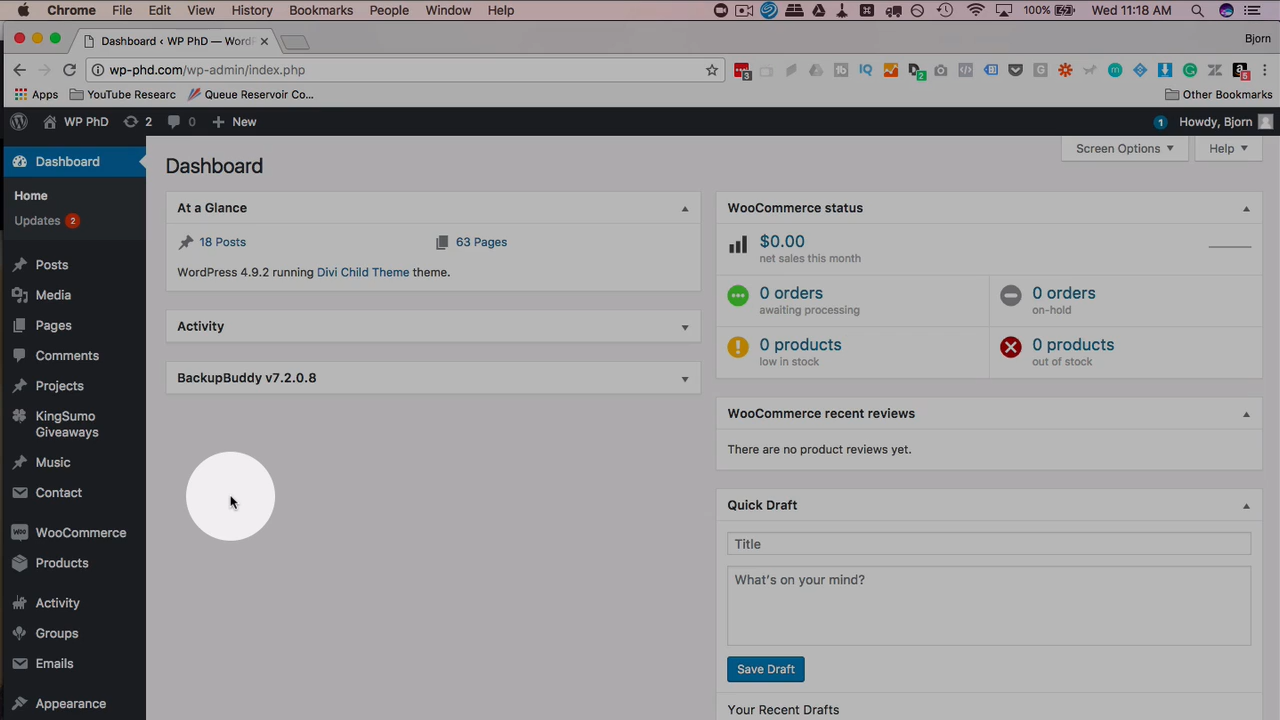 Chrome File Edit View History Bookmarks People Window Help 100% Wed 11:18 AM
Dashboard ‹ WP PhD — WordP Bjorn
wp-phd.com/wp-admin/index.php
Apps YouTube Researc Queue Reservoir Co... Other Bookmarks
WP PhD 2 0 New 1 Howdy, Bjorn
Screen Options Help
Dashboard
Home
Updates 2
Posts
Media
Pages
Comments
Projects
KingSumo
Giveaways
Music
Contact
WooCommerce
Products
Activity
Groups
Emails
Appearance
Dashboard
At a Glance
18 Posts 63 Pages
WordPress 4.9.2 running Divi Child Theme theme.
Activity
BackupBuddy v7.2.0.8
WooCommerce status
$0.00
net sales this month
0 orders
awaiting processing
0 orders
on-hold
0 products
low in stock
0 products
out of stock
WooCommerce recent reviews
There are no product reviews yet.
Quick Draft
Title
What's on your mind?
Save Draft
Your Recent Drafts